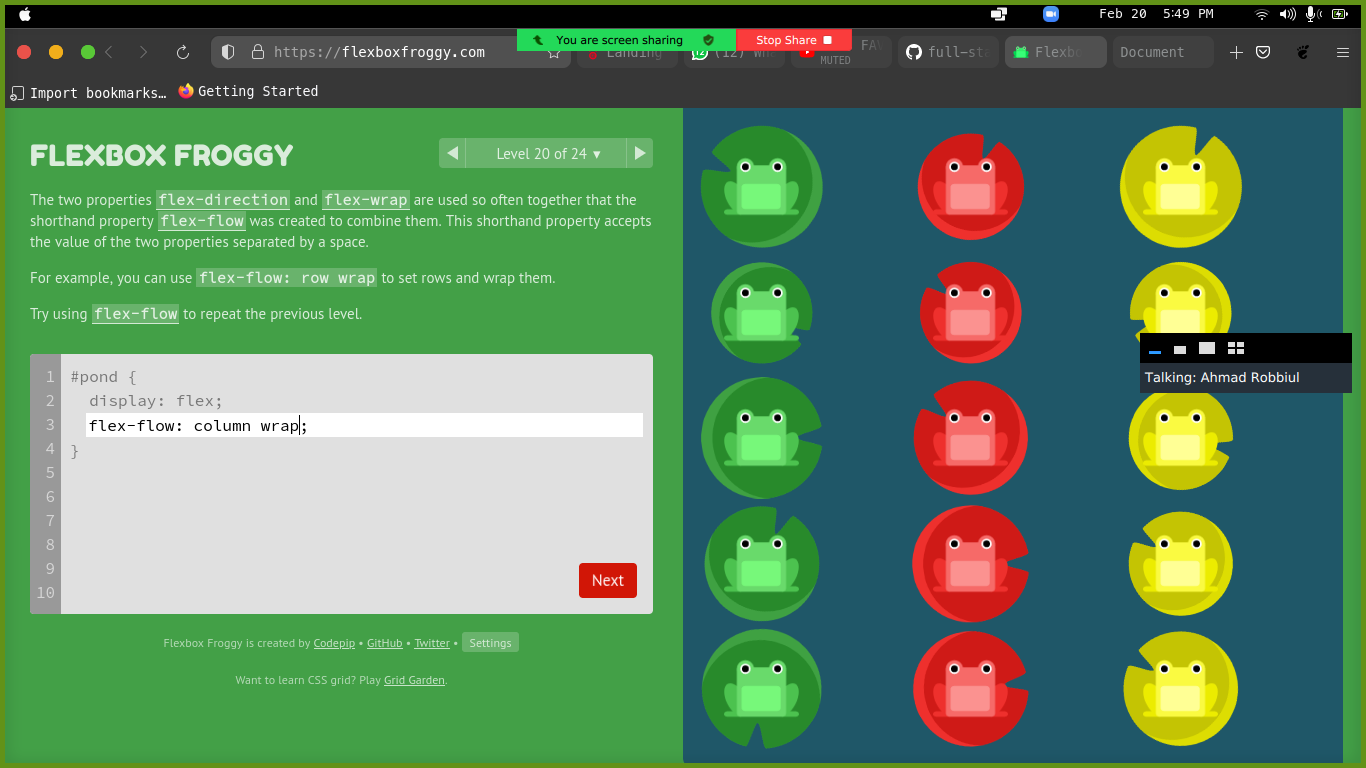 Feb 20 5:49 PM
You are screen sharing Stop Share
https://flexboxfroggy.com
Landing
(12)
FAV
MUTED
full-st
Flexbo
Document
Import bookmarks…
Getting Started
FLEXBOX FROGGY
Level 20 of 24 ▾
The two properties flex-direction and flex-wrap are used so often together that the
shorthand property flex-flow was created to combine them. This shorthand property accepts
the value of the two properties separated by a space.
For example, you can use flex-flow: row wrap to set rows and wrap them.
Try using flex-flow to repeat the previous level.
1 #pond {
2 display: flex;
3 flex-flow: column wrap;
4 }
5
6
7
8
9
10
Next
Flexbox Froggy is created by Codepip • GitHub • Twitter • Settings
Want to learn CSS grid? Play Grid Garden.
Talking: Ahmad Robbiul